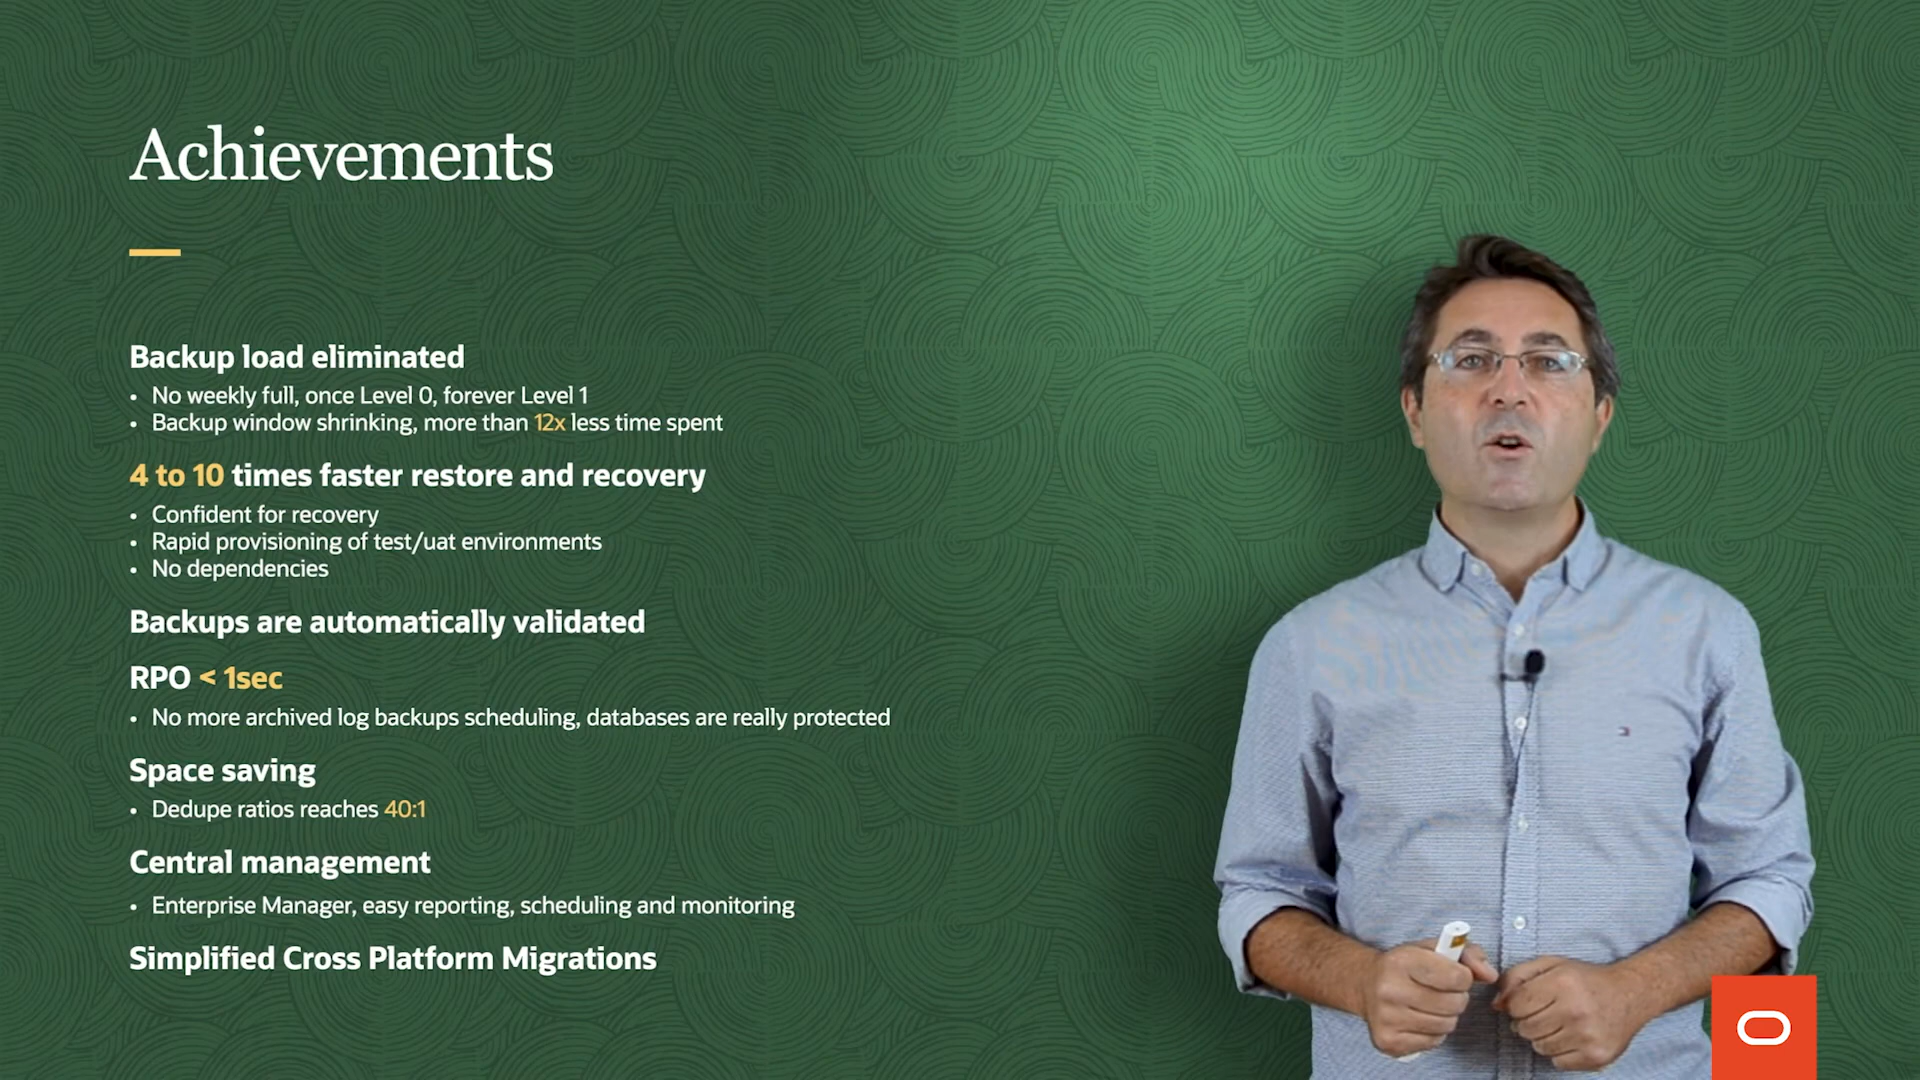 Achievements
Backup load eliminated
• No weekly full, once Level 0, forever Level 1
• Backup window shrinking, more than 12x less time spent
4 to 10 times faster restore and recovery
• Confident for recovery
• Rapid provisioning of test/uat environments
• No dependencies
Backups are automatically validated
RPO < 1sec
• No more archived log backups scheduling, databases are really protected
Space saving
• Dedupe ratios reaches 40:1
Central management
• Enterprise Manager, easy reporting, scheduling and monitoring
Simplified Cross Platform Migrations